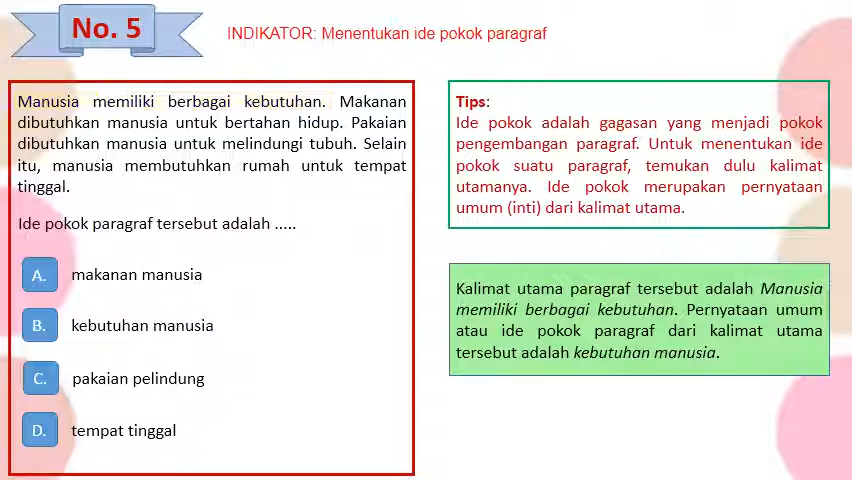 No. 5
INDIKATOR: Menentukan ide pokok paragraf
Manusia memiliki berbagai kebutuhan. Makanan
dibutuhkan manusia untuk bertahan hidup. Pakaian
dibutuhkan manusia untuk melindungi tubuh. Selain
itu, manusia membutuhkan rumah untuk tempat
tinggal.
Ide pokok paragraf tersebut adalah .....
A. makanan manusia
B. kebutuhan manusia
C. pakaian pelindung
D. tempat tinggal
Tips:
Ide pokok adalah gagasan yang menjadi pokok
pengembangan paragraf. Untuk menentukan ide
pokok suatu paragraf, temukan dulu kalimat
utamanya. Ide pokok merupakan pernyataan
umum (inti) dari kalimat utama.
Kalimat utama paragraf tersebut adalah Manusia
memiliki berbagai kebutuhan. Pernyataan umum
atau ide pokok paragraf dari kalimat utama
tersebut adalah kebutuhan manusia.